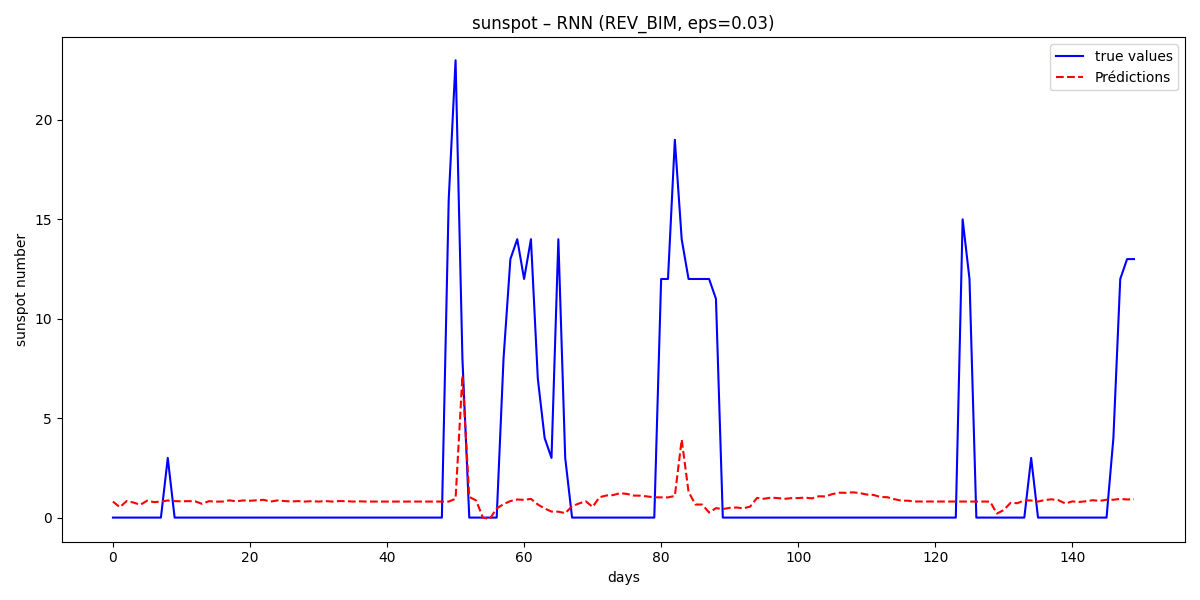 sunspot – RNN (REV_BIM, eps=0.03)
true values
Prédictions
sunspot number
20
15
10
5
0
0
20
40
60
80
100
120
140
days